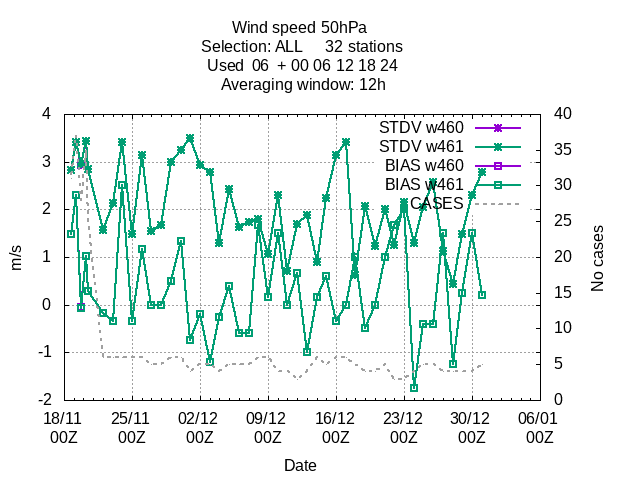 Wind speed 50hPa
Selection: ALL 32 stations
Used 06 + 00 06 12 18 24
Averaging window: 12h
STDV w460
STDV w461
BIAS w460
BIAS w461
CASES
4
3
2
1
0
-1
-2
m/s
40
35
30
25
20
15
10
5
0
No cases
18/11 25/11 02/12 09/12 16/12 23/12 30/12 06/01
00Z 00Z 00Z 00Z 00Z 00Z 00Z 00Z
Date